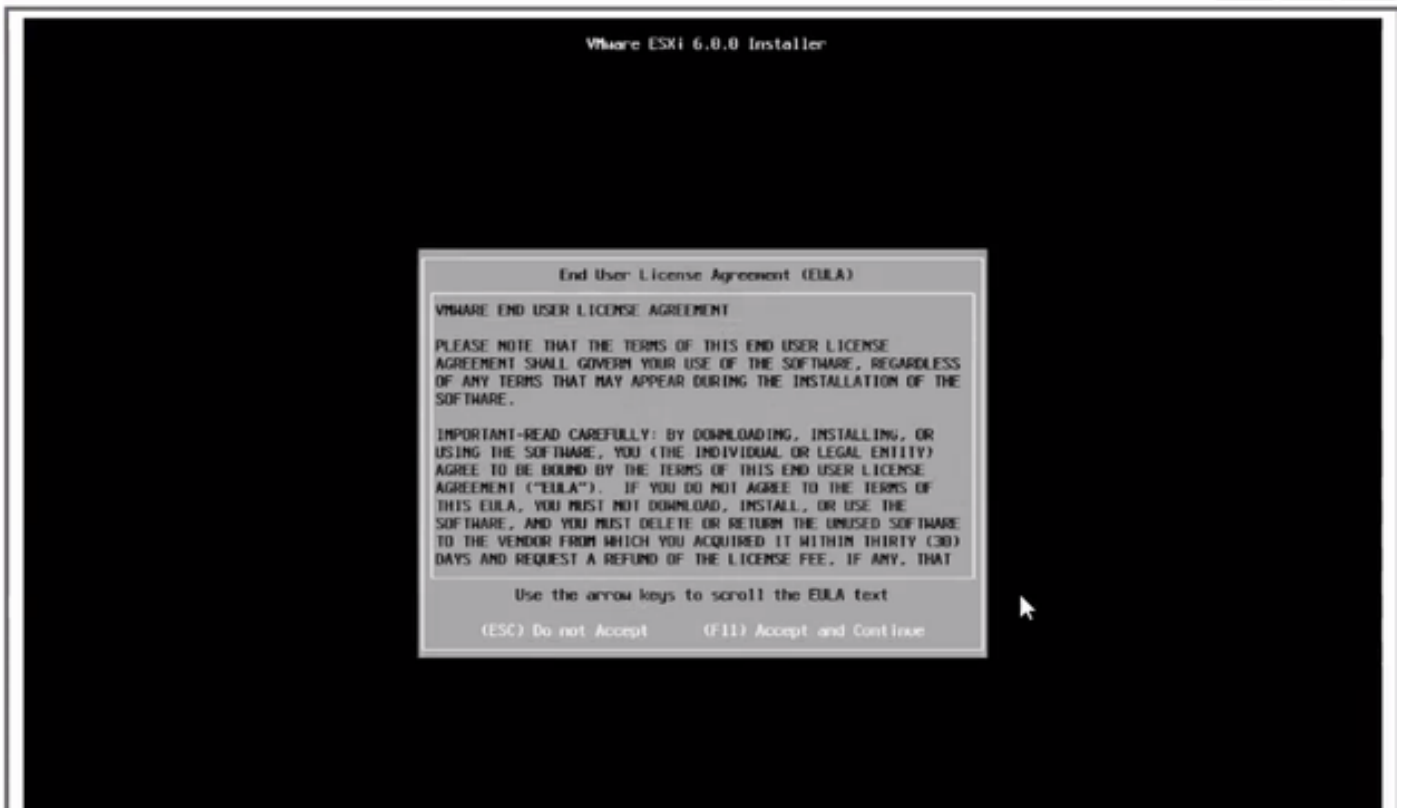 VMware ESXi 6.0.0 Installer
End User License Agreement (EULA)
VMWARE END USER LICENSE AGREEMENT
PLEASE NOTE THAT THE TERMS OF THIS END USER LICENSE
AGREEMENT SHALL GOVERN YOUR USE OF THE SOFTWARE, REGARDLESS
OF ANY TERMS THAT MAY APPEAR DURING THE INSTALLATION OF THE
SOFTWARE.
IMPORTANT-READ CAREFULLY: BY DOWNLOADING, INSTALLING, OR
USING THE SOFTWARE, YOU (THE INDIVIDUAL OR LEGAL ENTITY)
AGREE TO BE BOUND BY THE TERMS OF THIS END USER LICENSE
AGREEMENT ("EULA").  IF YOU DO NOT AGREE TO THE TERMS OF
THIS EULA, YOU MUST NOT DOWNLOAD, INSTALL, OR USE THE
SOFTWARE, AND YOU MUST DELETE OR RETURN THE UNUSED SOFTWARE
TO THE VENDOR FROM WHICH YOU ACQUIRED IT WITHIN THIRTY (30)
DAYS AND REQUEST A REFUND OF THE LICENSE FEE, IF ANY, THAT
Use the arrow keys to scroll the EULA text
(ESC) Do not Accept (F11) Accept and Continue